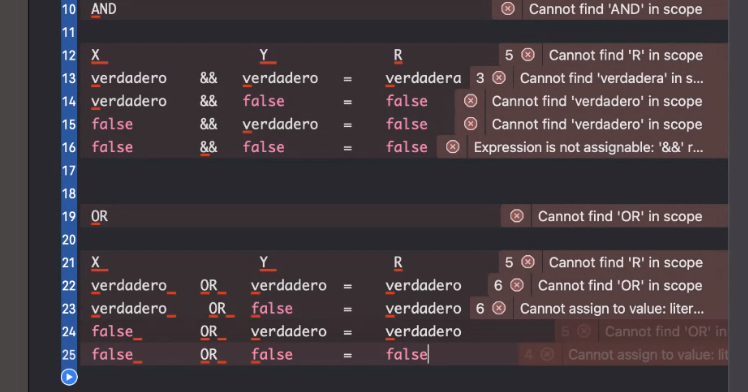 10 AND Cannot find 'AND' in scope
11
12 X Y R 5 Cannot find 'R' in scope
13 verdadero && verdadero = verdadera 3 Cannot find 'verdadera' in s...
14 verdadero && false = false Cannot find 'verdadero' in scope
15 false && verdadero = false Cannot find 'verdadero' in scope
16 false && false = false Expression is not assignable: '&&' r...
17
18
19 OR Cannot find 'OR' in scope
20
21 X Y R 5 Cannot find 'R' in scope
22 verdadero OR verdadero = verdadero 6 Cannot find 'OR' in scope
23 verdadero OR false = verdadero 6 Cannot assign to value: liter...
24 false OR verdadero = verdadero 5 Cannot find 'OR' in
25 false OR false = false 4 Cannot assign to value: lit